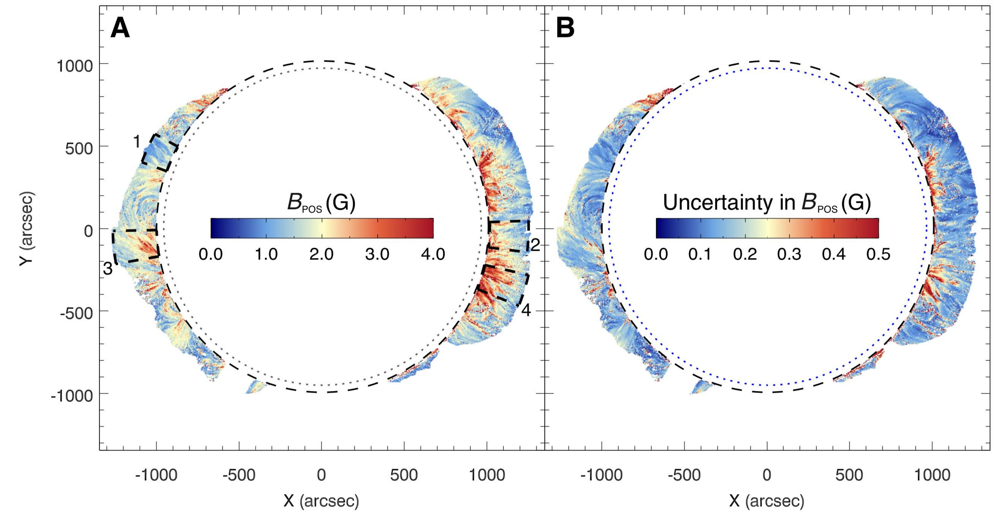 A
B
1000
500
0
-500
-1000
Y (arcsec)
1
2
3
4
B POS (G)
0.0 1.0 2.0 3.0 4.0
Uncertainty in B POS (G)
0.0 0.1 0.2 0.3 0.4 0.5
-1000 -500 0 500 1000
-1000 -500 0 500 1000
X (arcsec)
X (arcsec)